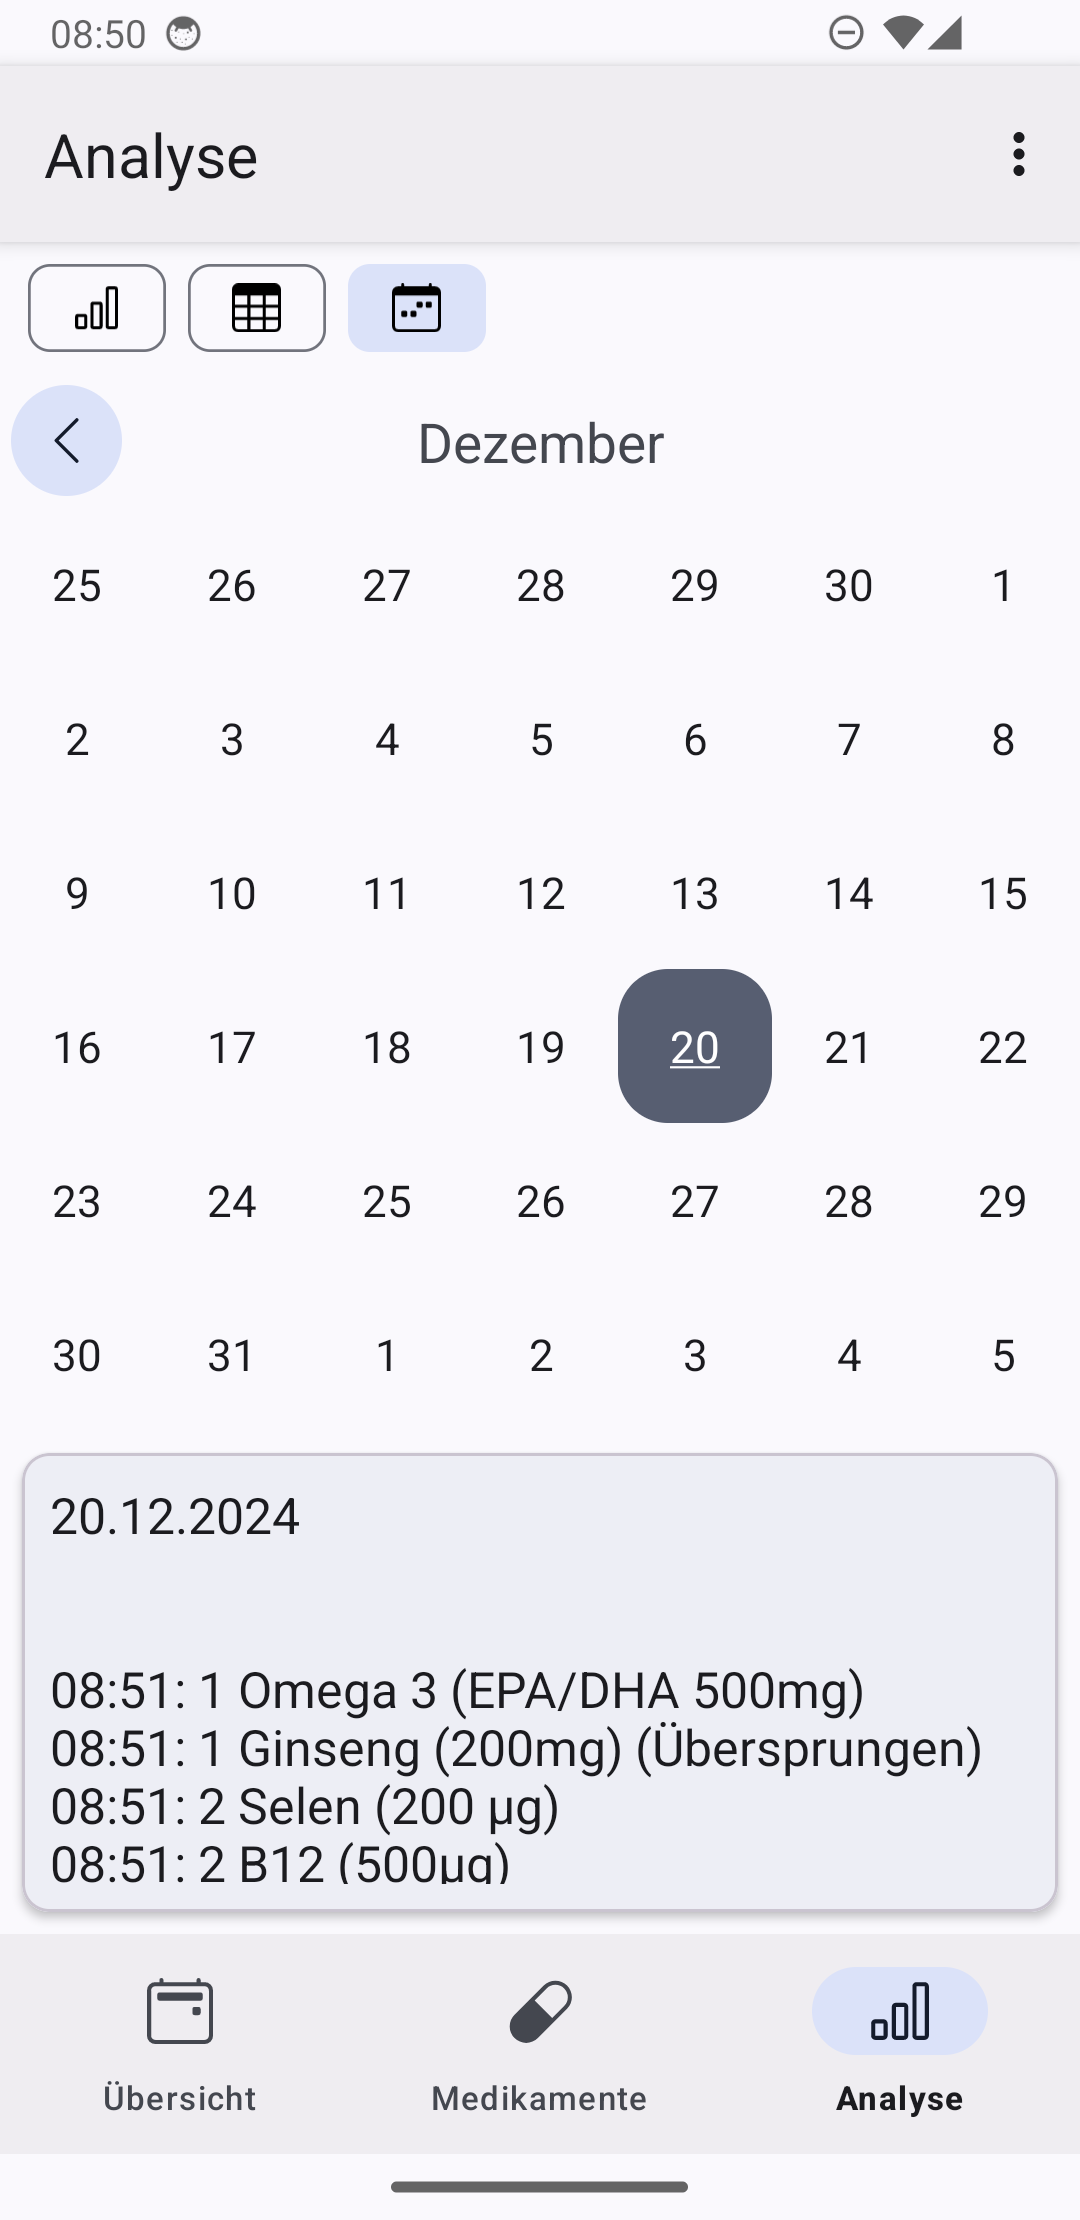 08:50
Analyse
Dezember
25 26 27 28 29 30 1
2 3 4 5 6 7 8
9 10 11 12 13 14 15
16 17 18 19 20 21 22
23 24 25 26 27 28 29
30 31 1 2 3 4 5
20.12.2024
08:51: 1 Omega 3 (EPA/DHA 500mg)
08:51: 1 Ginseng (200mg) (Übersprungen)
08:51: 2 Selen (200 µg)
08:51: 2 B12 (500µg)
Übersicht Medikamente Analyse